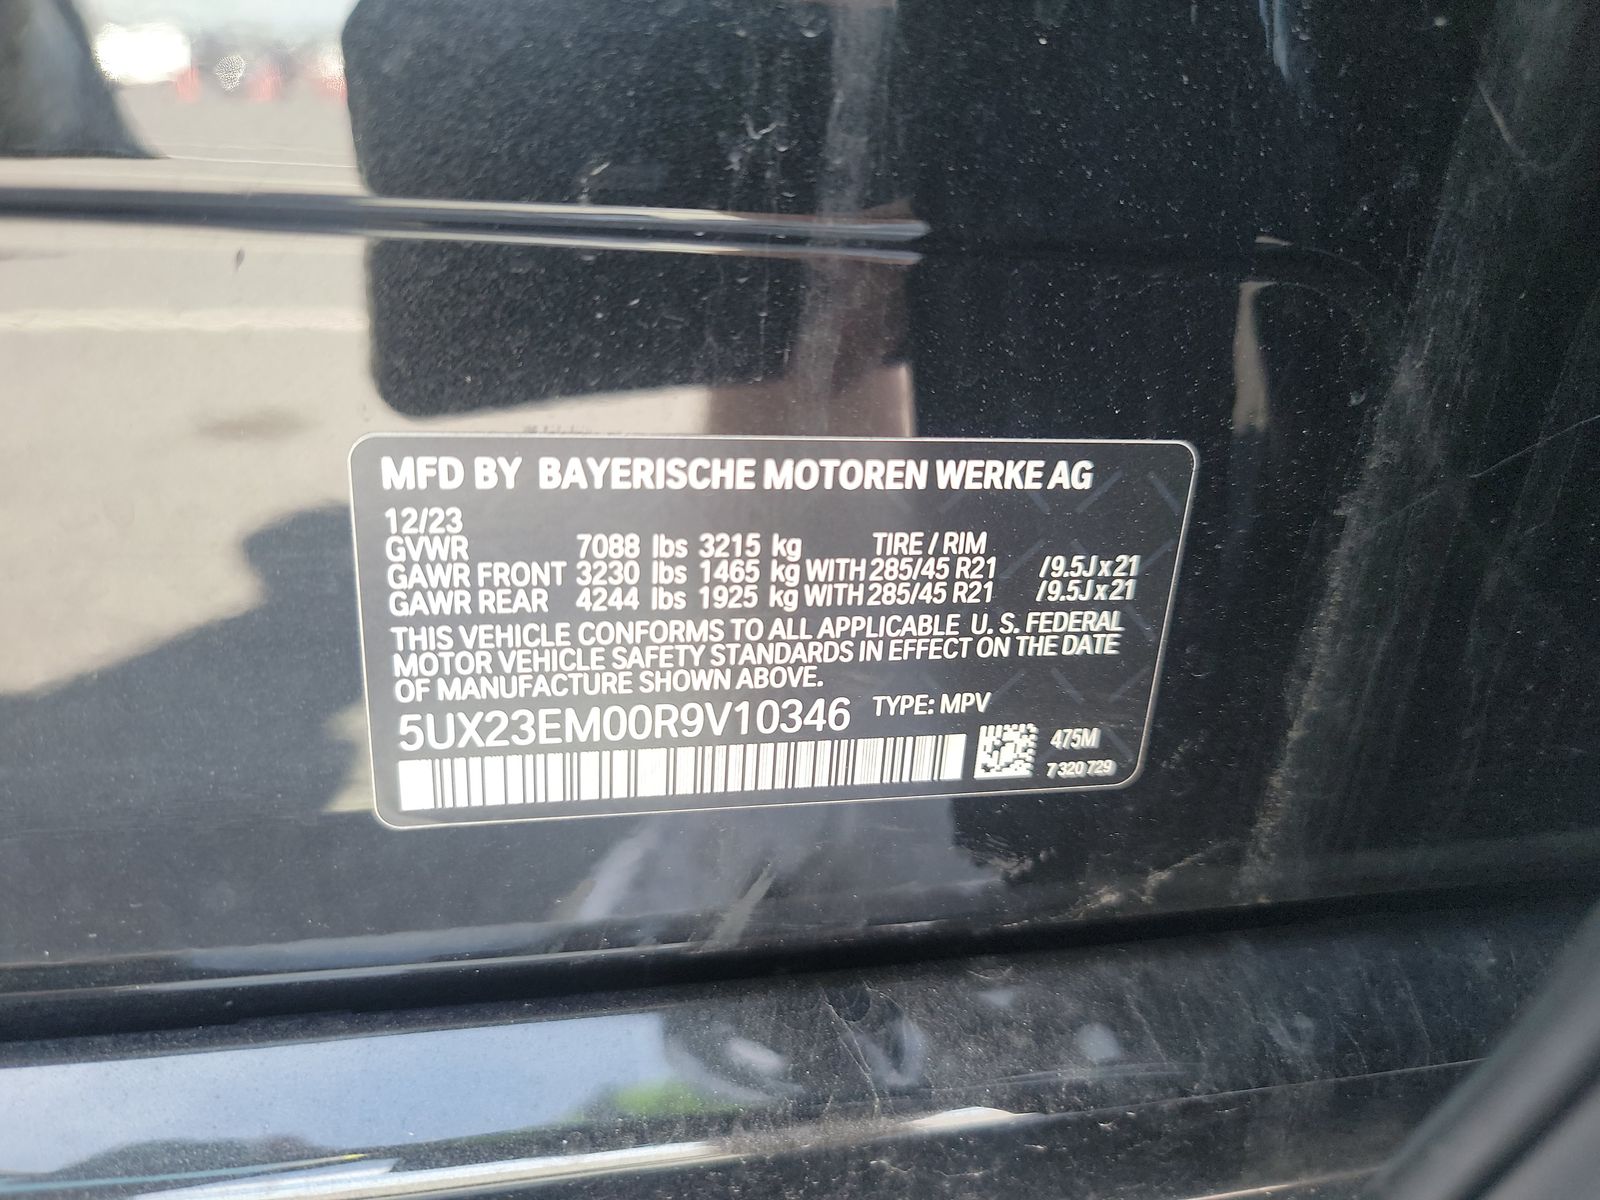 MFD BY BAYERISCHE MOTOREN WERKE AG
12/23
GVWR 7088 lbs 3215 kg TIRE / RIM
GAWR FRONT 3230 lbs 1465 kg WITH 285/45 R21 /9.5J x 21
GAWR REAR 4244 lbs 1925 kg WITH 285/45 R21 /9.5J x 21
THIS VEHICLE CONFORMS TO ALL APPLICABLE U. S. FEDERAL
MOTOR VEHICLE SAFETY STANDARDS IN EFFECT ON THE DATE
OF MANUFACTURE SHOWN ABOVE.
5UX23EM00R9V10346 TYPE: MPV
475M
7 320 729